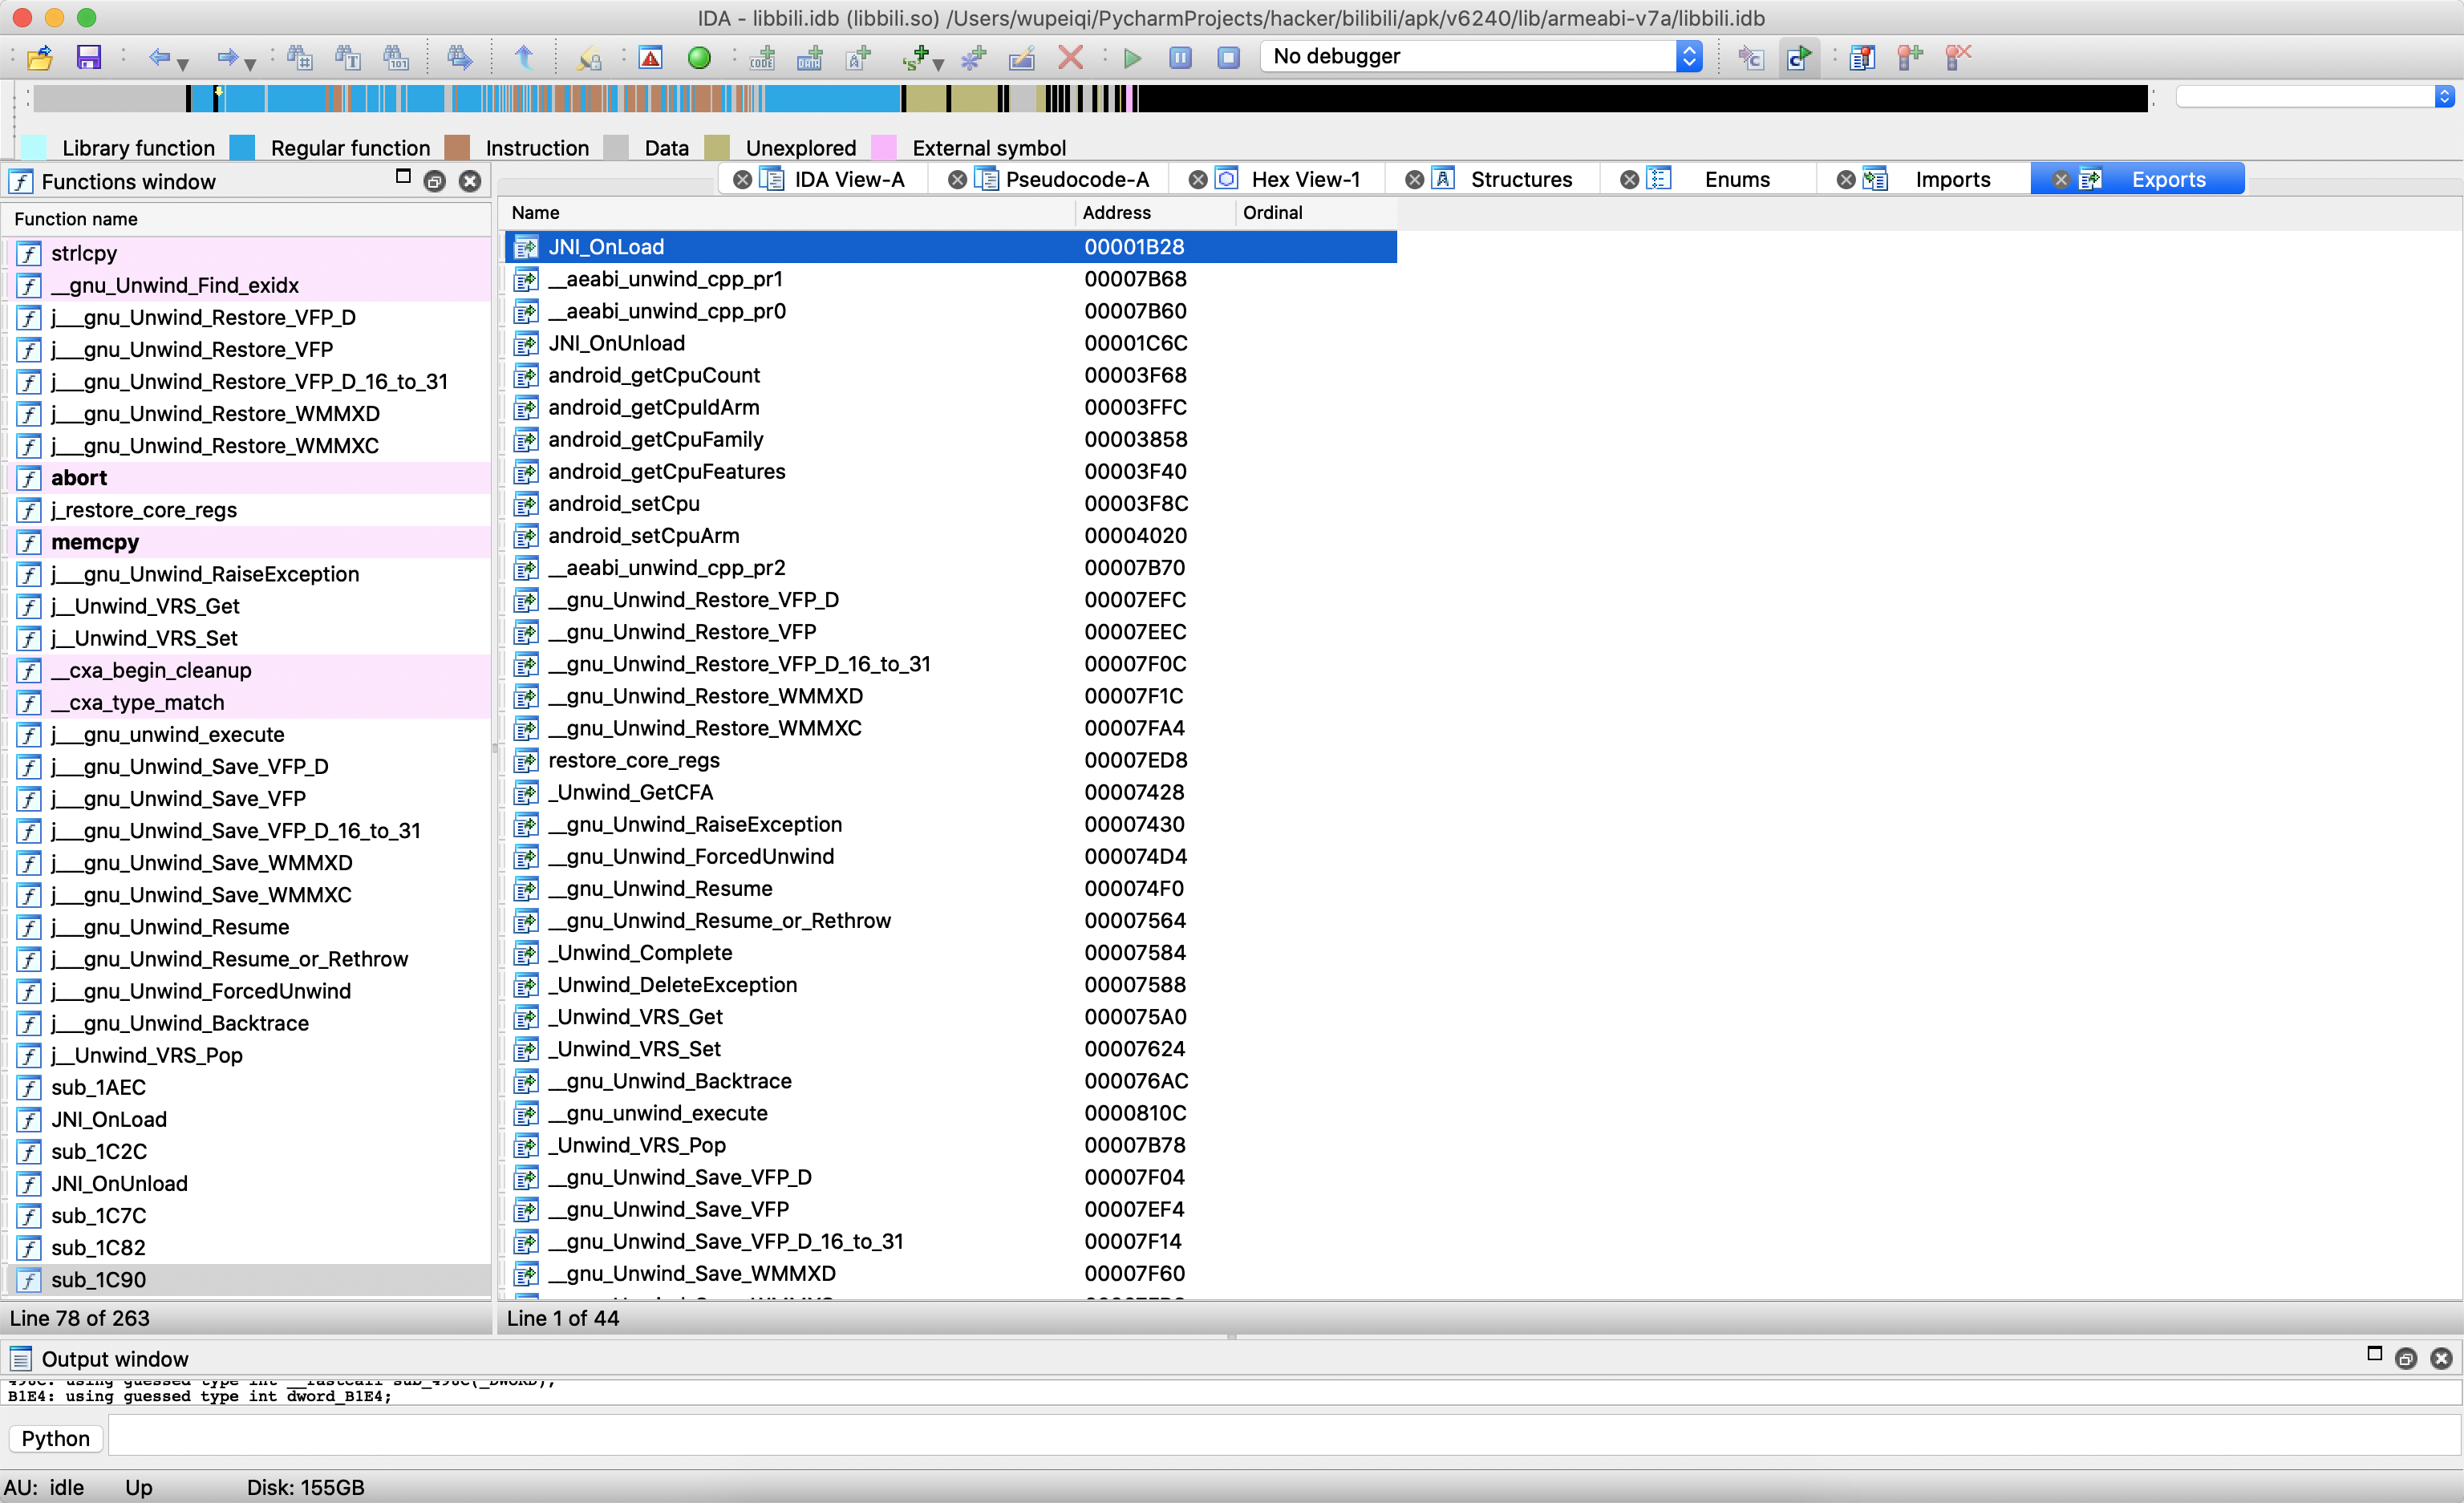 IDA - libbili.idb (libbili.so) /Users/wupeiqi/PycharmProjects/hacker/bilibili/apk/v6240/lib/armeabi-v7a/libbili.idb
No debugger
Library function Regular function Instruction Data Unexplored External symbol
Functions window
IDA View-A Pseudocode-A Hex View-1 Structures Enums Imports Exports
Function name
strlcpy
__gnu_Unwind_Find_exidx
j___gnu_Unwind_Restore_VFP_D
j___gnu_Unwind_Restore_VFP
j___gnu_Unwind_Restore_VFP_D_16_to_31
j___gnu_Unwind_Restore_WMMXD
j___gnu_Unwind_Restore_WMMXC
abort
j_restore_core_regs
memcpy
j___gnu_Unwind_RaiseException
j__Unwind_VRS_Get
j__Unwind_VRS_Set
__cxa_begin_cleanup
__cxa_type_match
j___gnu_unwind_execute
j___gnu_Unwind_Save_VFP_D
j___gnu_Unwind_Save_VFP
j___gnu_Unwind_Save_VFP_D_16_to_31
j___gnu_Unwind_Save_WMMXD
j___gnu_Unwind_Save_WMMXC
j___gnu_Unwind_Resume
j___gnu_Unwind_Resume_or_Rethrow
j___gnu_Unwind_ForcedUnwind
j___gnu_Unwind_Backtrace
j__Unwind_VRS_Pop
sub_1AEC
JNI_OnLoad
sub_1C2C
JNI_OnUnload
sub_1C7C
sub_1C82
sub_1C90
Line 78 of 263
Name Address Ordinal
JNI_OnLoad 00001B28
__aeabi_unwind_cpp_pr1 00007B68
__aeabi_unwind_cpp_pr0 00007B60
JNI_OnUnload 00001C6C
android_getCpuCount 00003F68
android_getCpuIdArm 00003FFC
android_getCpuFamily 00003858
android_getCpuFeatures 00003F40
android_setCpu 00003F8C
android_setCpuArm 00004020
__aeabi_unwind_cpp_pr2 00007B70
__gnu_Unwind_Restore_VFP_D 00007EFC
__gnu_Unwind_Restore_VFP 00007EEC
__gnu_Unwind_Restore_VFP_D_16_to_31 00007F0C
__gnu_Unwind_Restore_WMMXD 00007F1C
__gnu_Unwind_Restore_WMMXC 00007FA4
restore_core_regs 00007ED8
_Unwind_GetCFA 00007428
__gnu_Unwind_RaiseException 00007430
__gnu_Unwind_ForcedUnwind 000074D4
__gnu_Unwind_Resume 000074F0
__gnu_Unwind_Resume_or_Rethrow 00007564
_Unwind_Complete 00007584
_Unwind_DeleteException 00007588
_Unwind_VRS_Get 000075A0
_Unwind_VRS_Set 00007624
__gnu_Unwind_Backtrace 000076AC
__gnu_unwind_execute 0000810C
_Unwind_VRS_Pop 00007B78
__gnu_Unwind_Save_VFP_D 00007F04
__gnu_Unwind_Save_VFP 00007EF4
__gnu_Unwind_Save_VFP_D_16_to_31 00007F14
__gnu_Unwind_Save_WMMXD 00007F60
Line 1 of 44
Output window
498C: using guessed type int __fastcall sub_498C(_DWORD);
B1E4: using guessed type int dword_B1E4;
Python
AU: idle Up Disk: 155GB